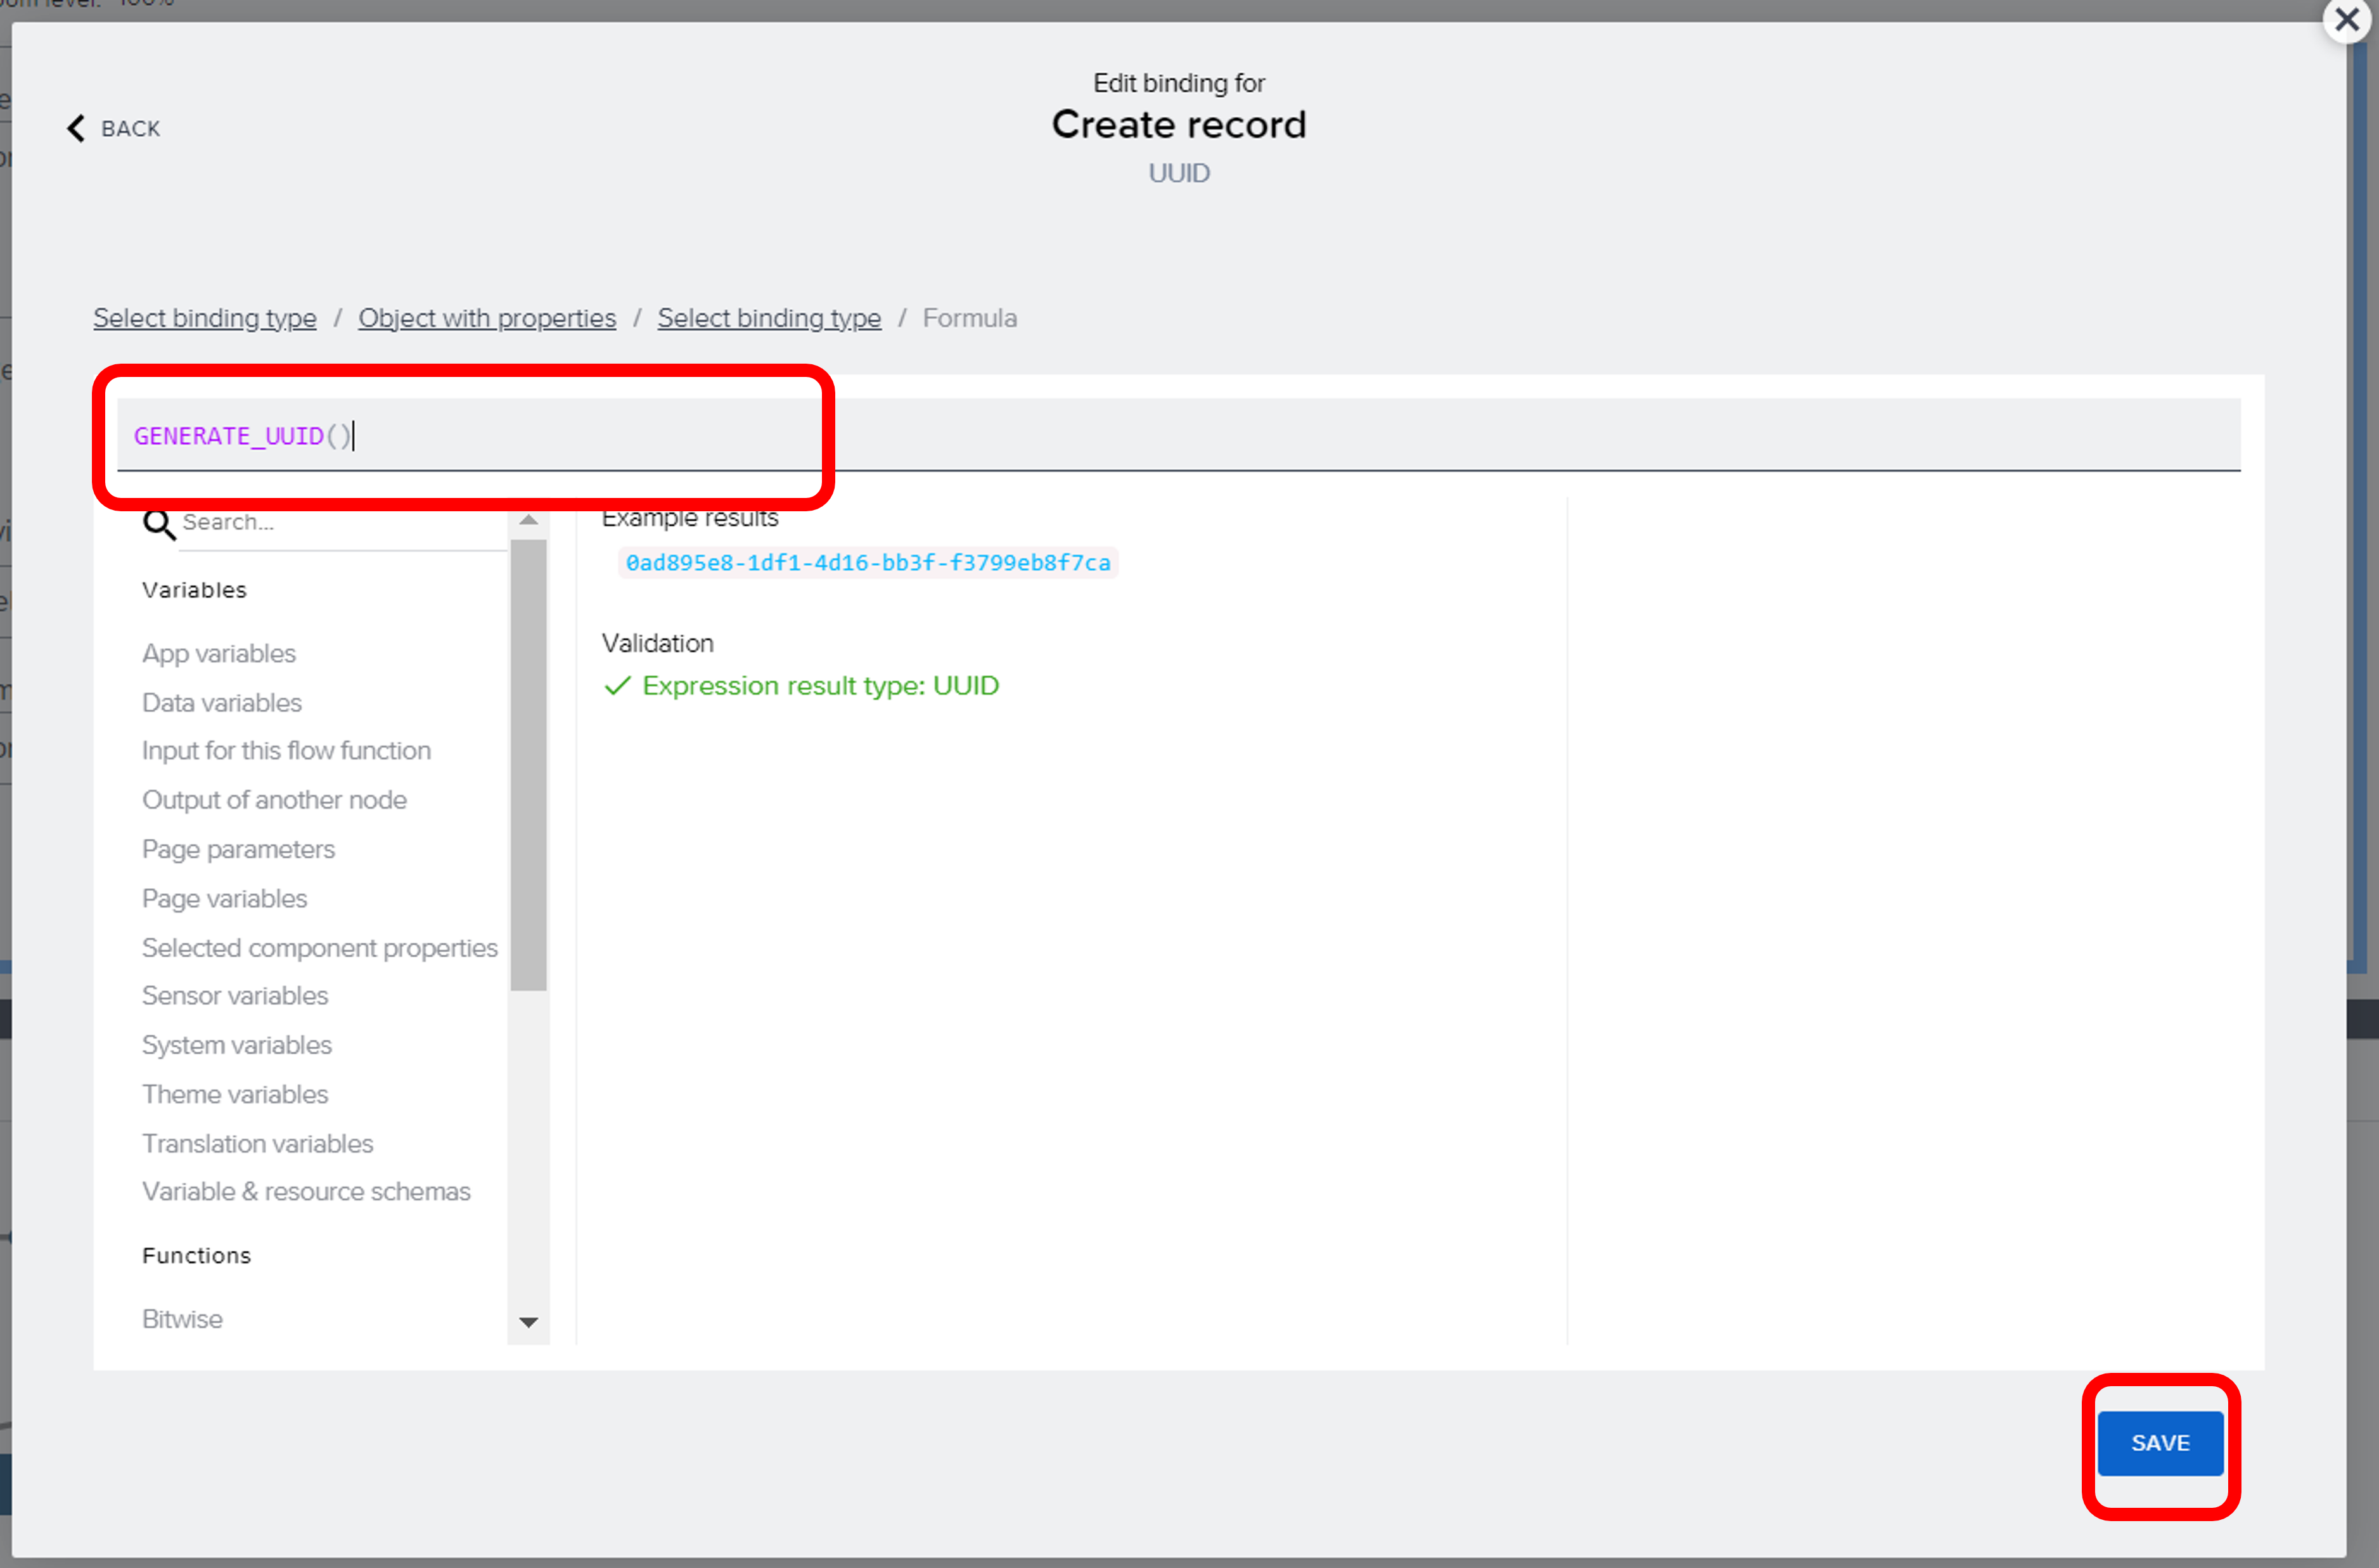 Edit binding for
BACK
Create record
UUID
Select binding type / Object with properties / Select binding type / Formula
GENERATE_UUID()
Search...
Variables
App variables
Data variables
Input for this flow function
Output of another node
Page parameters
Page variables
Selected component properties
Sensor variables
System variables
Theme variables
Translation variables
Variable & resource schemas
Functions
Bitwise
Example results
0ad895e8-1df1-4d16-bb3f-f3799eb8f7ca
Validation
Expression result type: UUID
SAVE